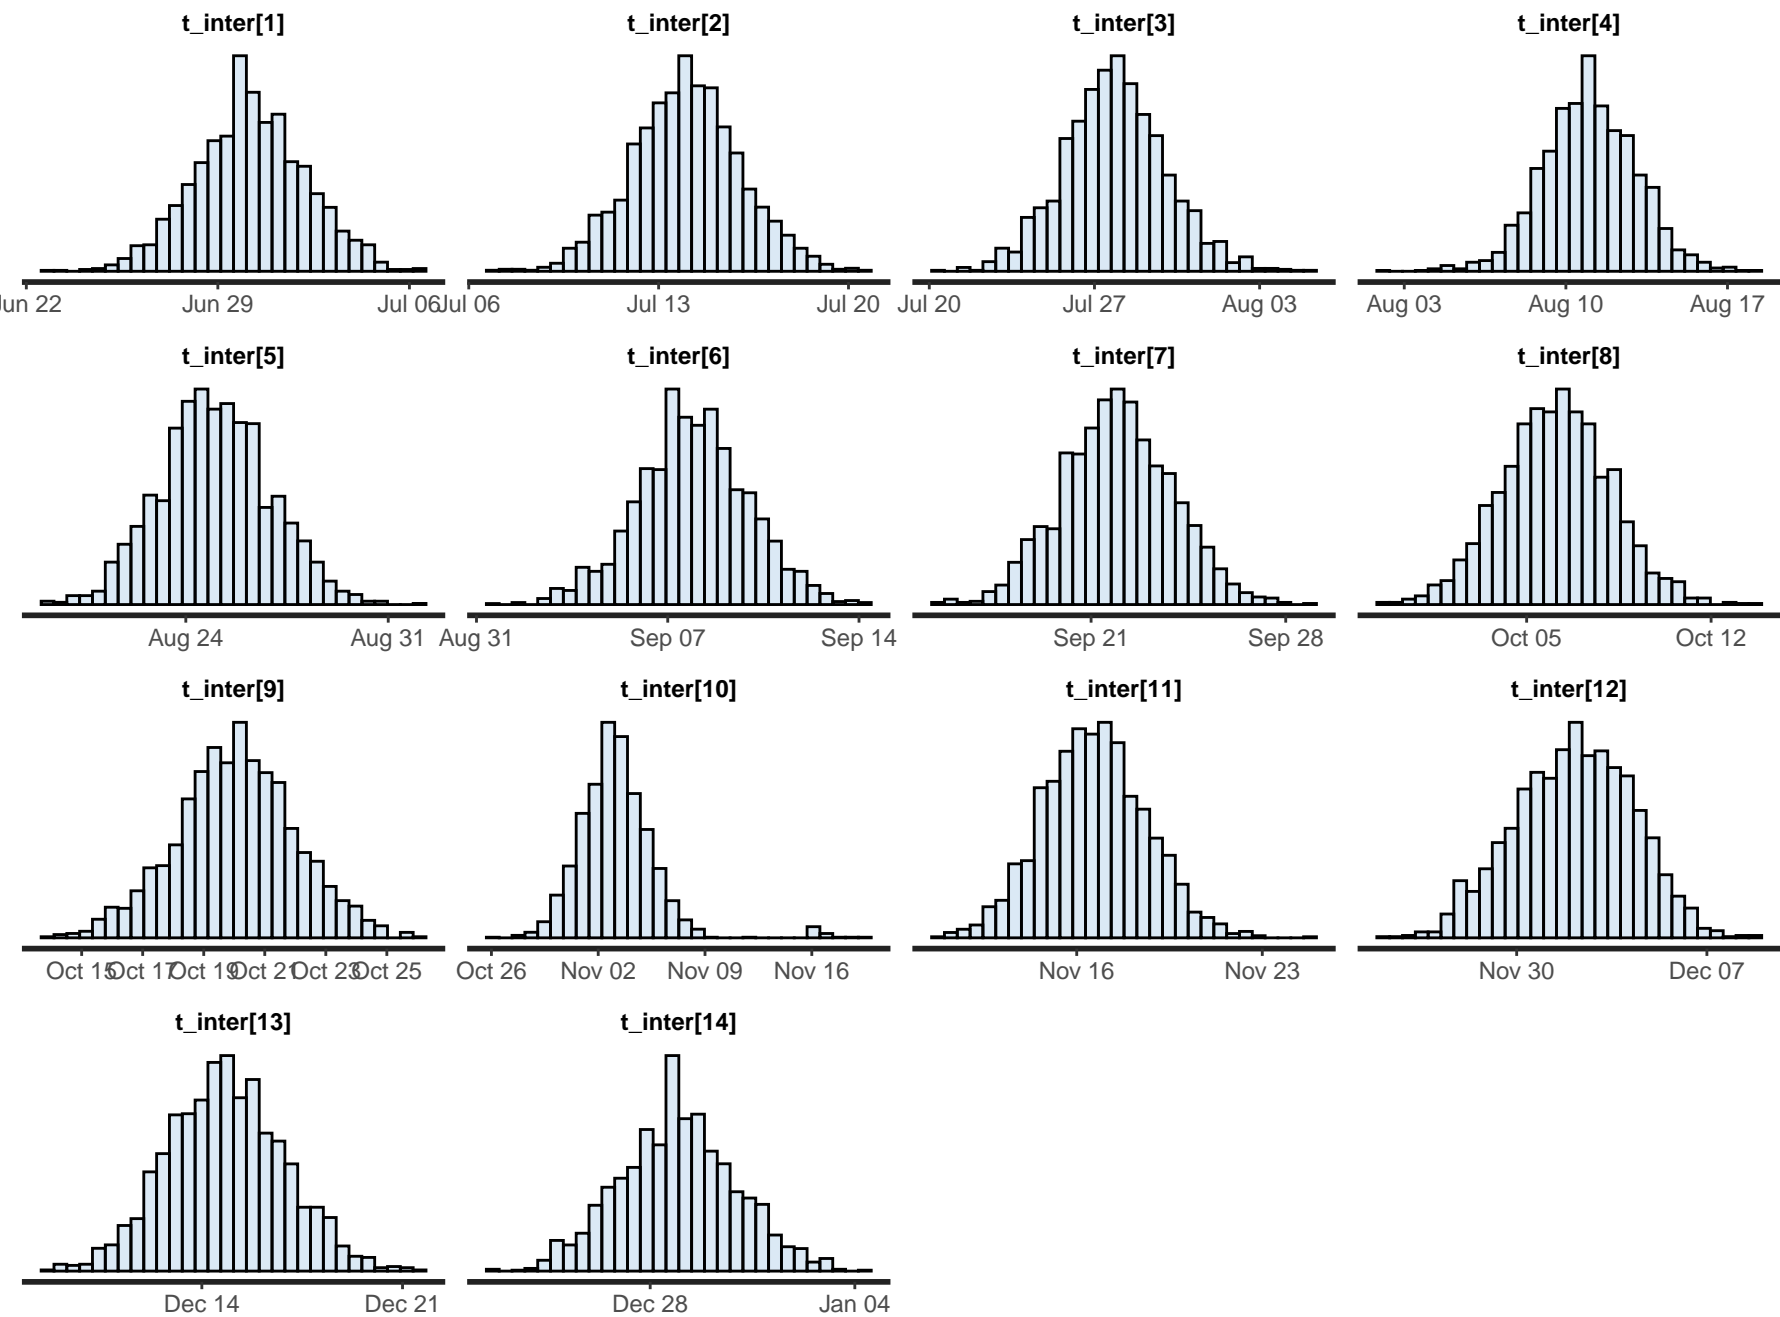 t_inter[1] t_inter[2] t_inter[3] t_inter[4]
Jun 22 Jun 29 Jul 06 Jul 06 Jul 13 Jul 20 Jul 20 Jul 27 Aug 03 Aug 03 Aug 10 Aug 17
t_inter[5] t_inter[6] t_inter[7] t_inter[8]
Aug 24 Aug 31 Aug 31 Sep 07 Sep 14 Sep 21 Sep 28 Oct 05 Oct 12
t_inter[9] t_inter[10] t_inter[11] t_inter[12]
Oct 15 Oct 17 Oct 19 Oct 21 Oct 23 Oct 25 Oct 26 Nov 02 Nov 09 Nov 16 Nov 16 Nov 23 Nov 30 Dec 07
t_inter[13] t_inter[14]
Dec 14 Dec 21 Dec 28 Jan 04